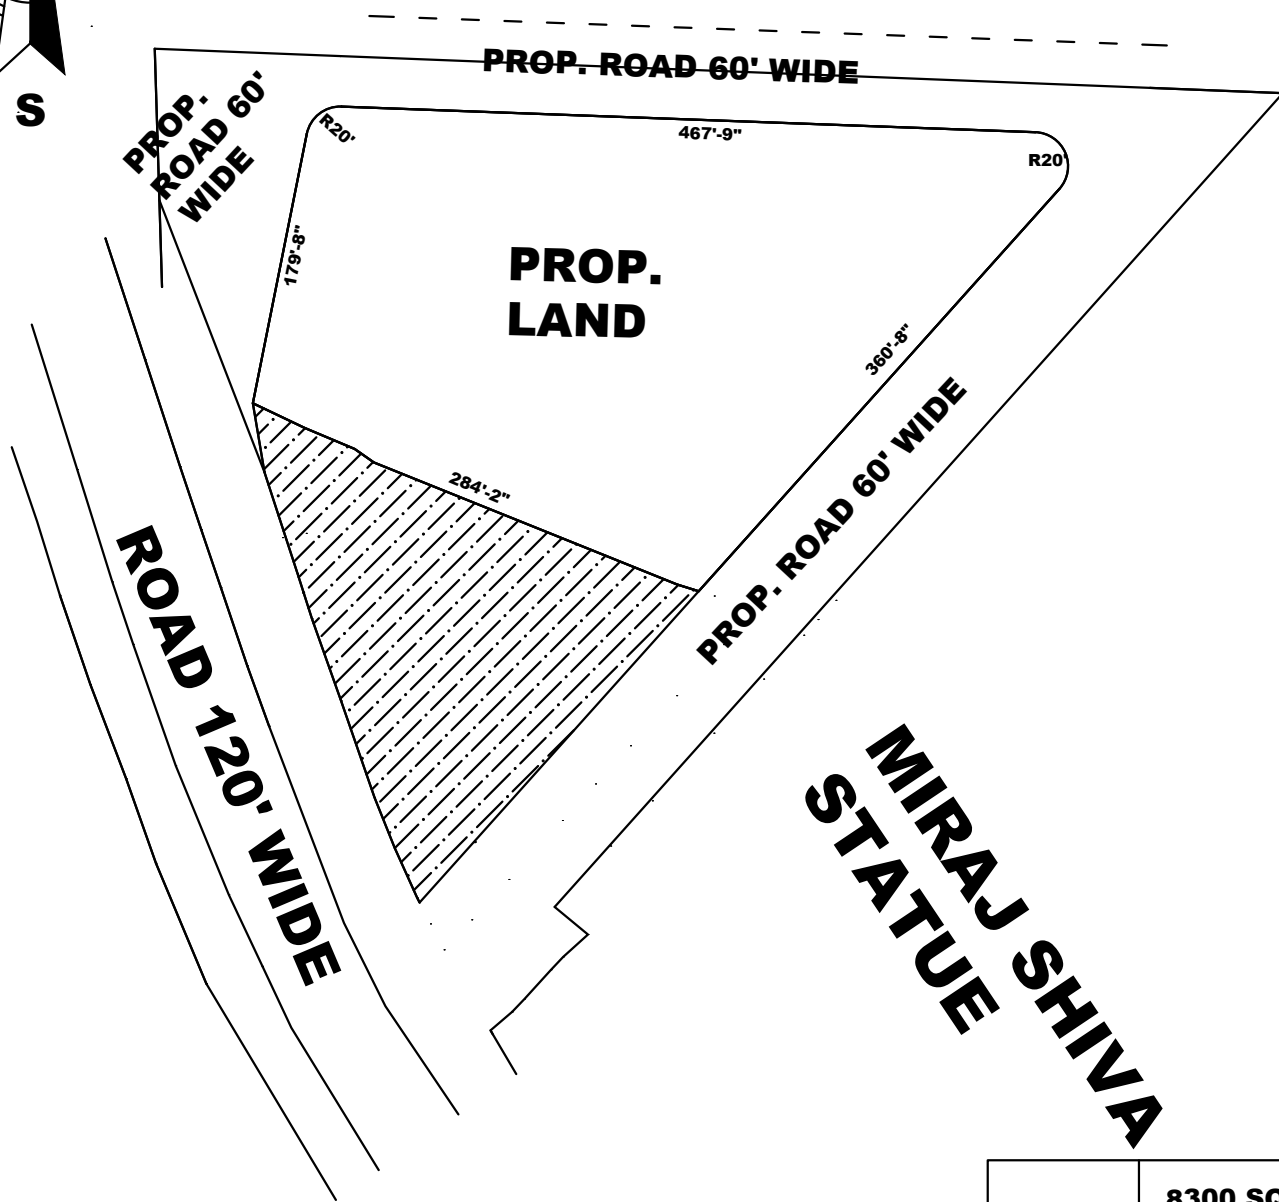 S
PROP. ROAD 60' WIDE
PROP.
ROAD 60'
WIDE
R20'
467'-9"
R20'
179'-8"
PROP.
LAND
360'-8"
284'-2"
PROP. ROAD 60' WIDE
ROAD 120' WIDE
MIRAJ SHIVA
STATUE
8300